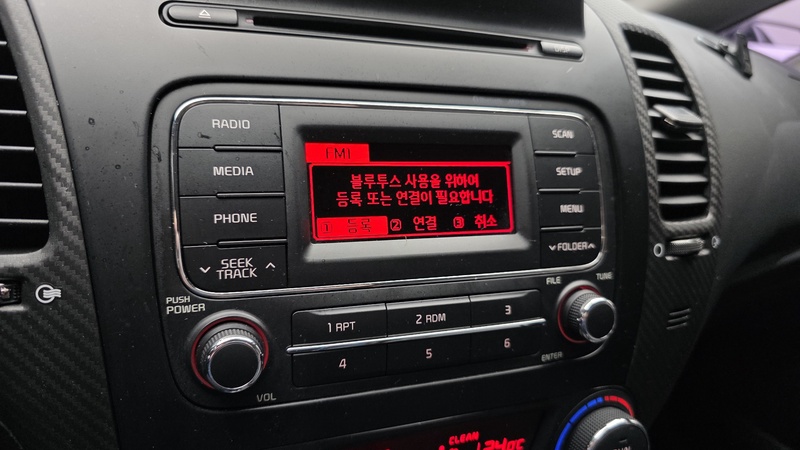 DISP
RADIO
MEDIA
PHONE
SEEK
TRACK
FM1
블루투스 사용을 위하여
등록 또는 연결이 필요합니다
① 등록 ② 연결 ③ 취소
SCAN
SETUP
MENU
FOLDER
PUSH
POWER
VOL
1 RPT
2 RDM
3
4
5
6
FILE
TUNE
ENTER
CLEAN